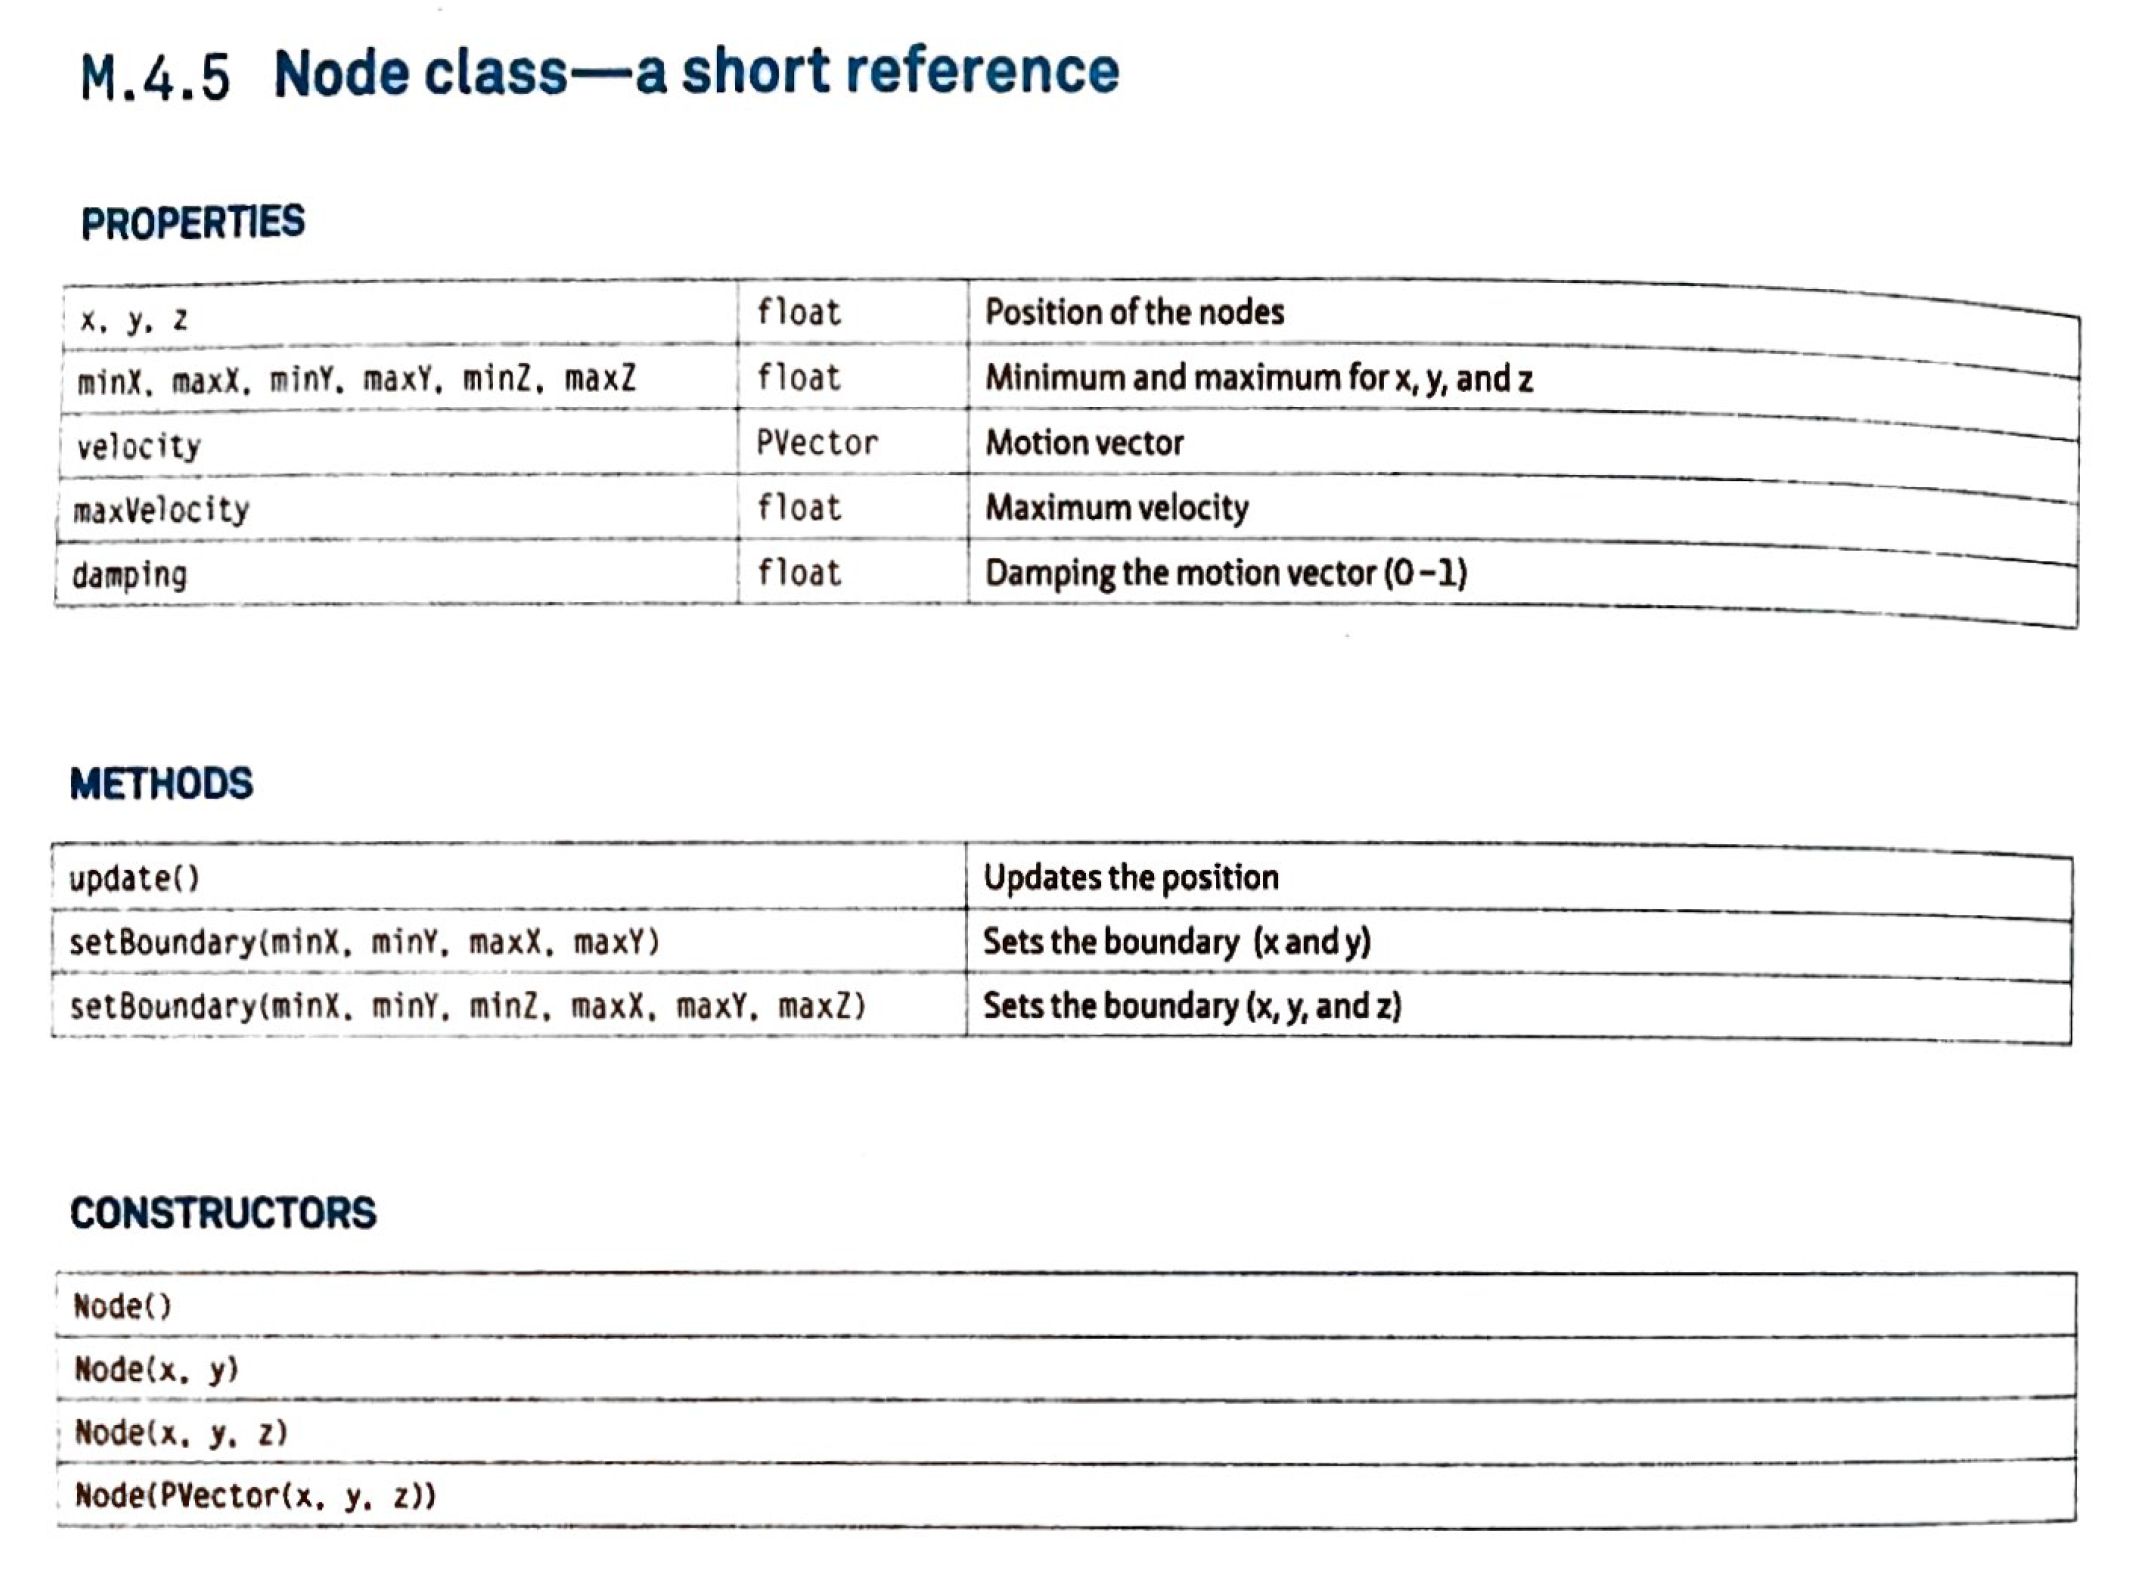 M.4.5 Node class—a short reference
PROPERTIES
x, y, z float Position of the nodes
minX, maxX, minY, maxY, minZ, maxZ float Minimum and maximum for x, y, and z
velocity PVector Motion vector
maxVelocity float Maximum velocity
damping float Damping the motion vector (0–1)
METHODS
update() Updates the position
setBoundary(minX, minY, maxX, maxY) Sets the boundary (x and y)
setBoundary(minX, minY, minZ, maxX, maxY, maxZ) Sets the boundary (x, y, and z)
CONSTRUCTORS
Node()
Node(x, y)
Node(x, y, z)
Node(PVector(x, y, z))